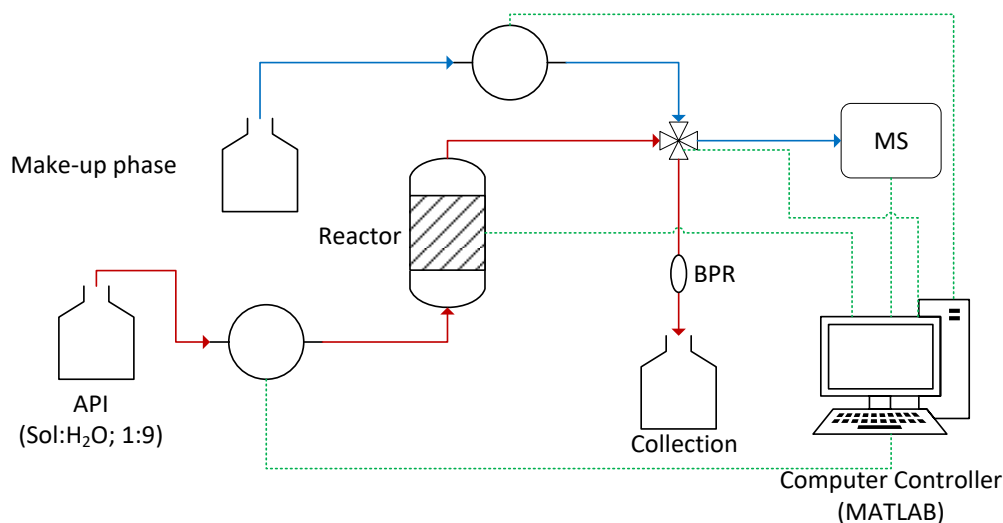 MS
Make-up phase
Reactor
BPR
API
(Sol:H₂O; 1:9)
Collection
Computer Controller
(MATLAB)